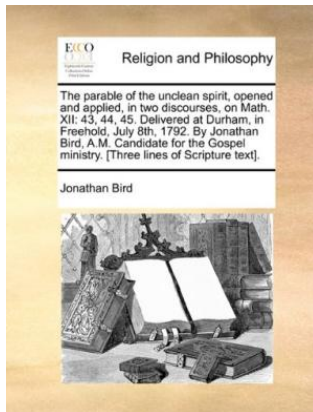 ECCO
Religion and Philosophy
The parable of the unclean spirit, opened
and applied, in two discourses, on Math.
XII: 43, 44, 45. Delivered at Durham, in
Freehold, July 8th, 1792. By Jonathan
Bird, A.M. Candidate for the Gospel
ministry. [Three lines of Scripture text].
Jonathan Bird